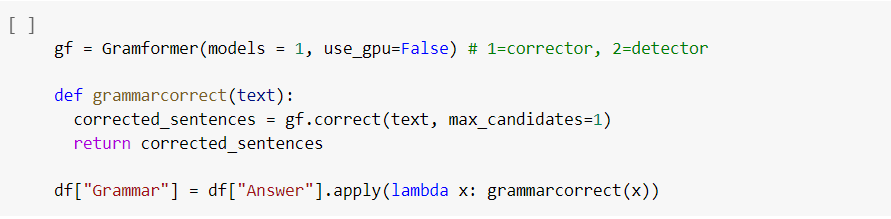 [ ]
gf = Gramformer(models = 1, use_gpu=False) # 1=corrector, 2=detector
def grammarcorrect(text):
corrected_sentences = gf.correct(text, max_candidates=1)
return corrected_sentences
df["Grammar"] = df["Answer"].apply(lambda x: grammarcorrect(x))